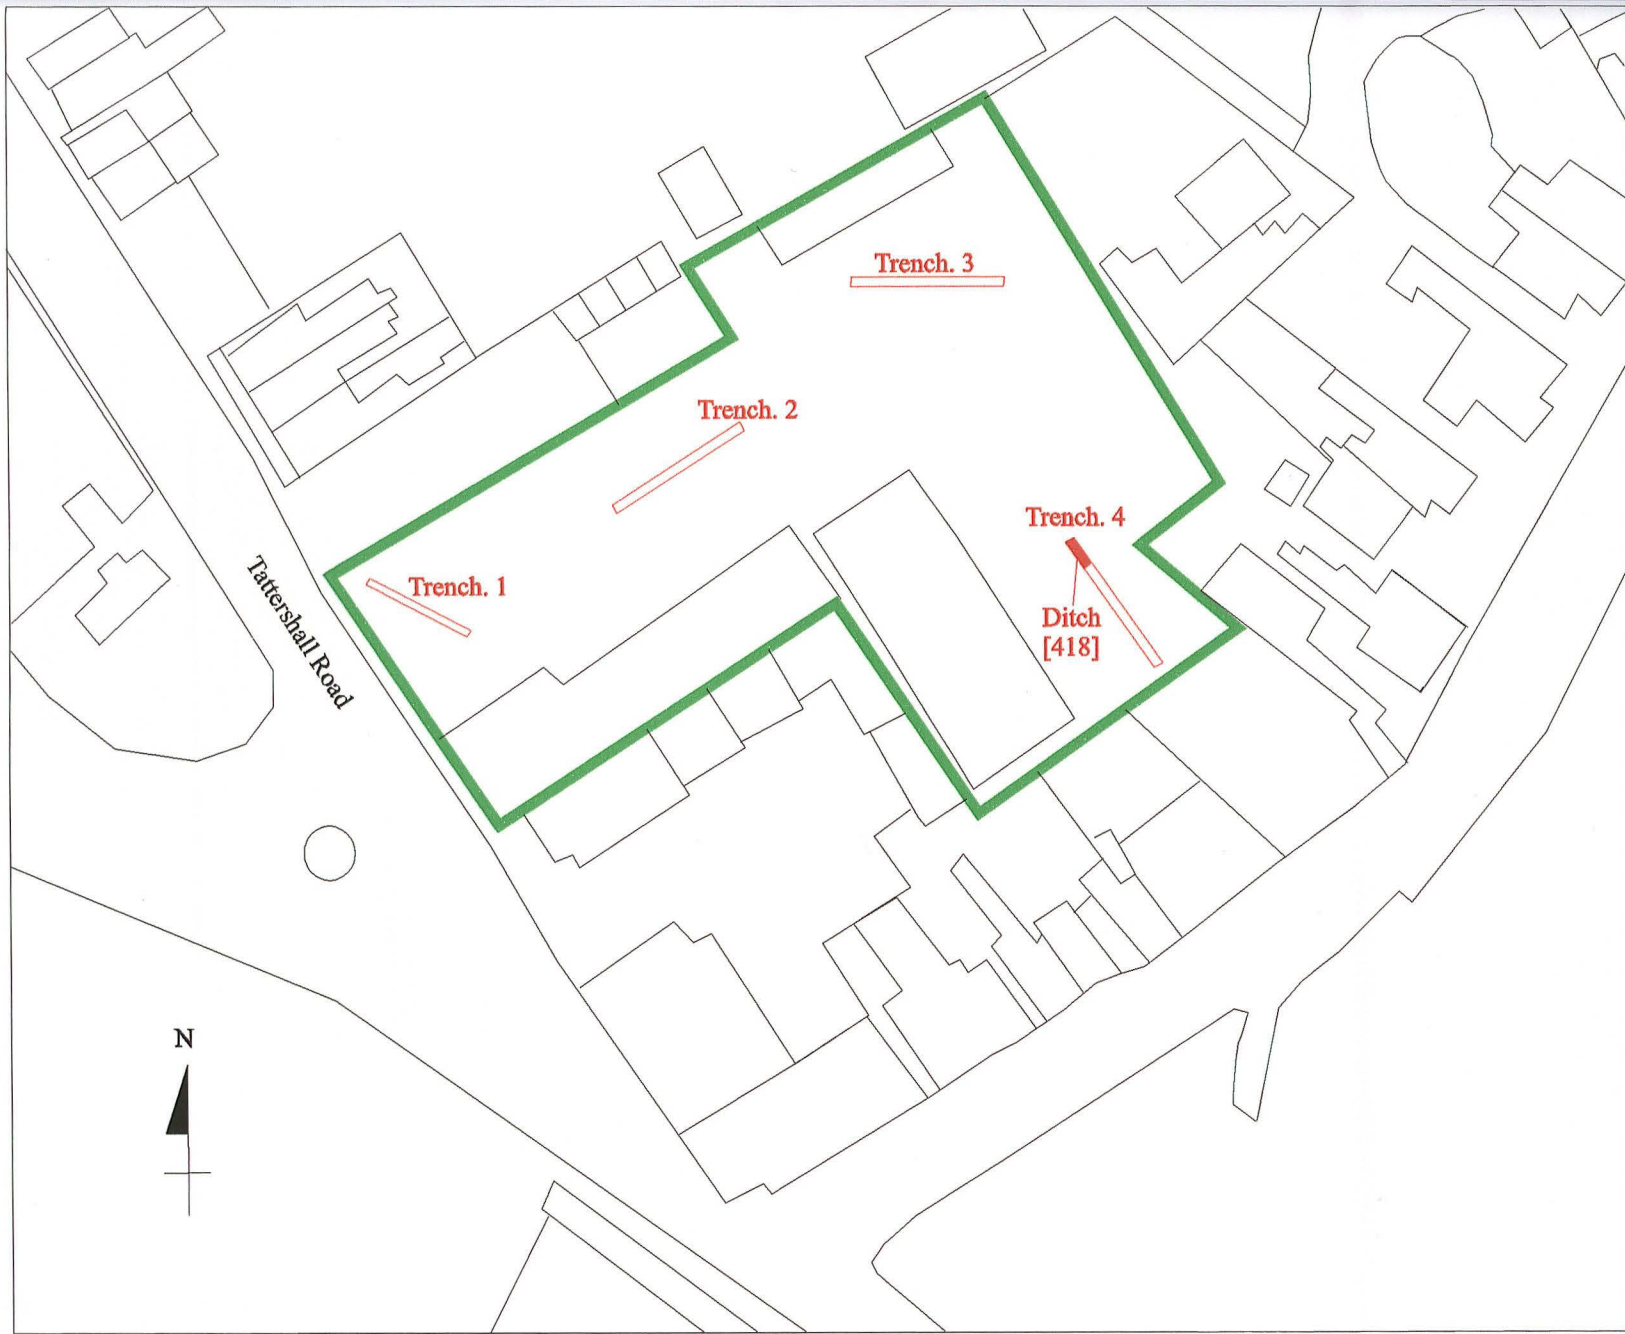 Trench. 3
Trench. 2
Trench. 4
Trench. 1
Ditch
[418]
Tattershall Road
N